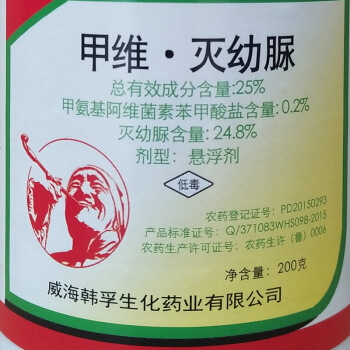 甲维·灭幼脲
总有效成分含量:25%
甲氨基阿维菌素苯甲酸盐含量:0.2%
灭幼脲含量:24.8%
剂型：悬浮剂
低毒
农药登记证号：PD20150293
产品标准证号：Q/371083WHS098-2015
农药生产许可证号：农药生许（鲁）0006
净含量：200克
威海韩孚生化药业有限公司